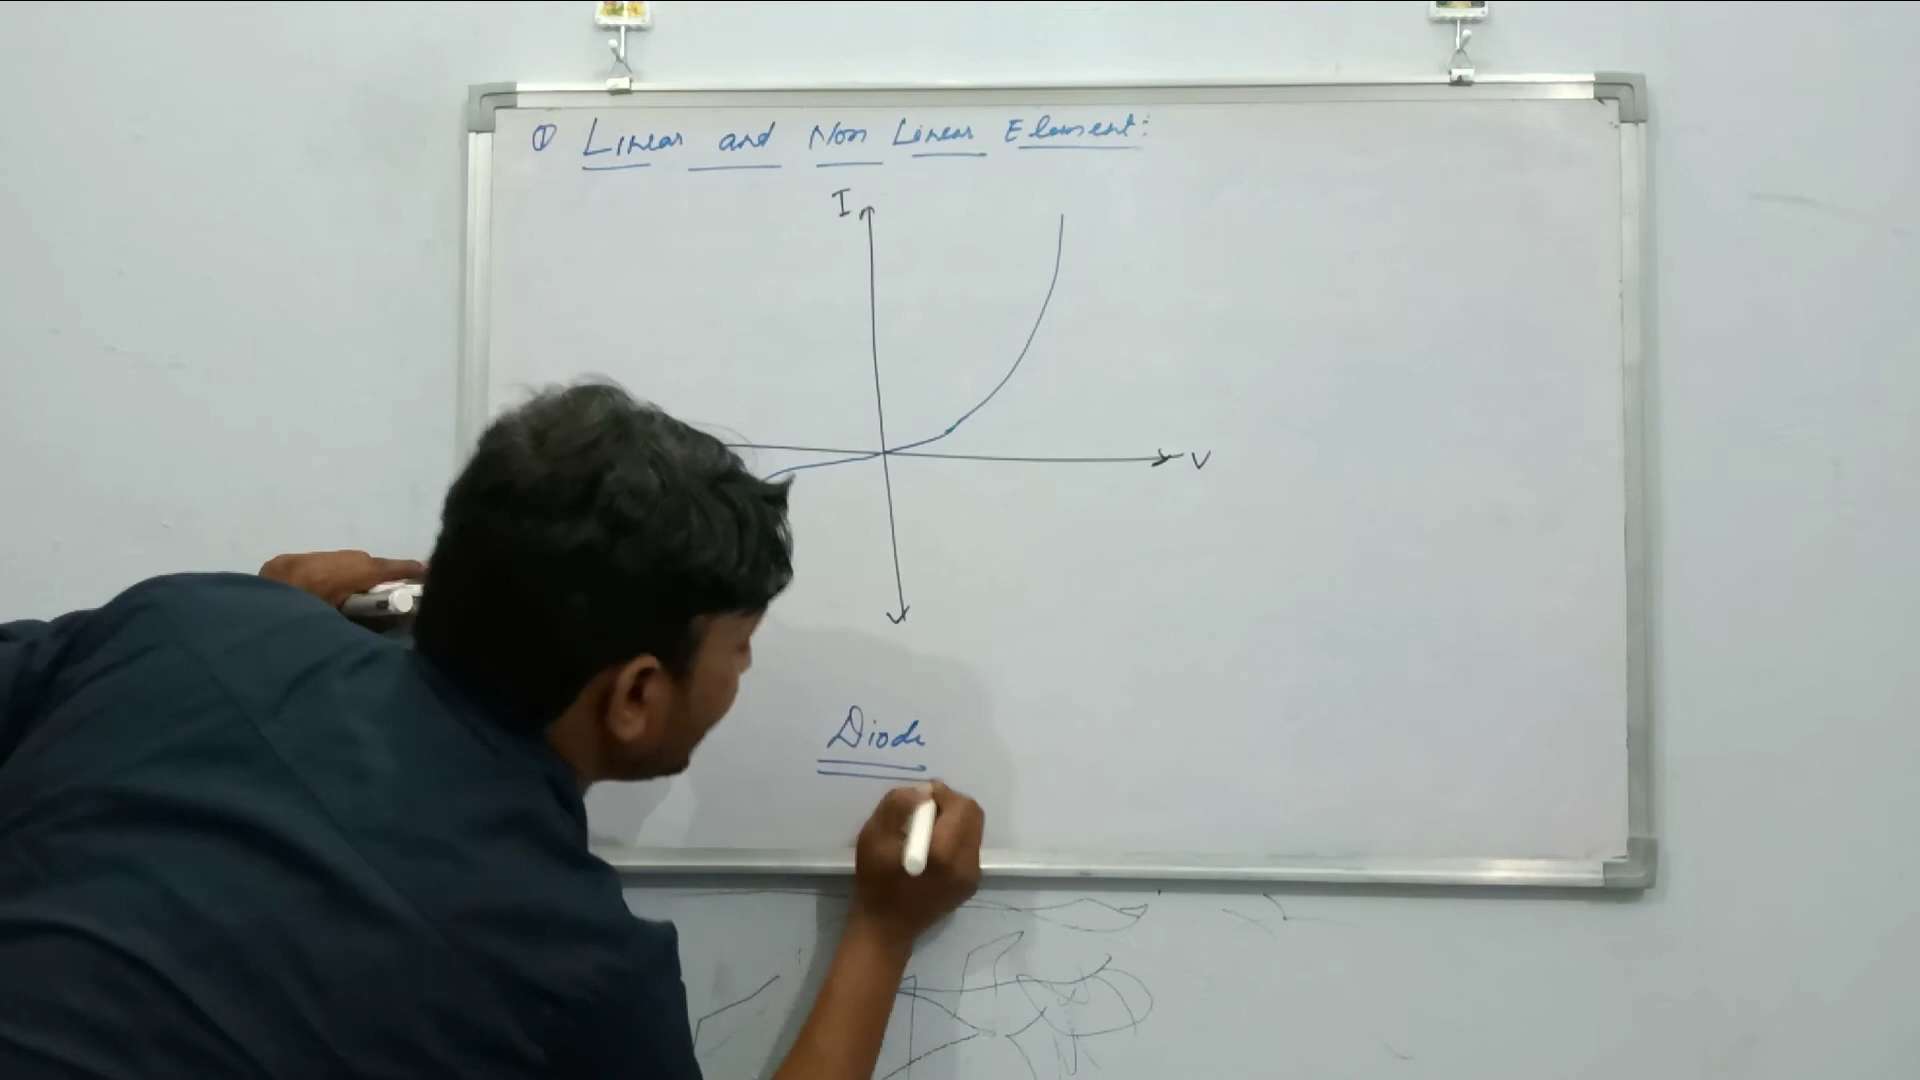 ① Linear and Non Linear Element:
I
V
Diode